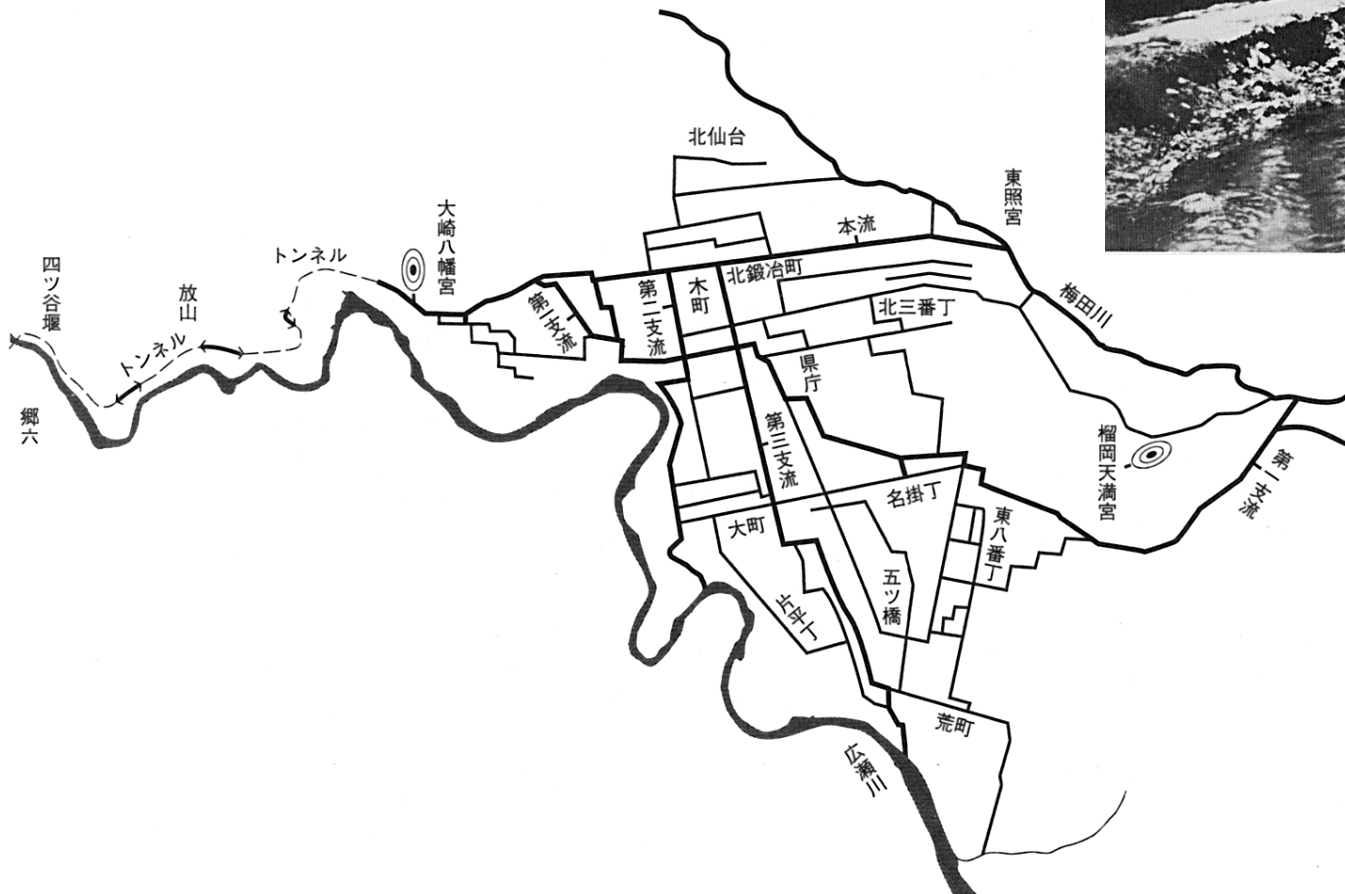 北仙台
東照宮
本流
大崎八幡宮
トンネル
四ツ谷堰
放山
トンネル
郷六
第一支流
第二支流
木町
北鍛冶町
北三番丁
梅田川
県庁
第三支流
榴岡天満宮
第一支流
名掛丁
大町
東八番丁
五ツ橋
片平丁
荒町
広瀬川